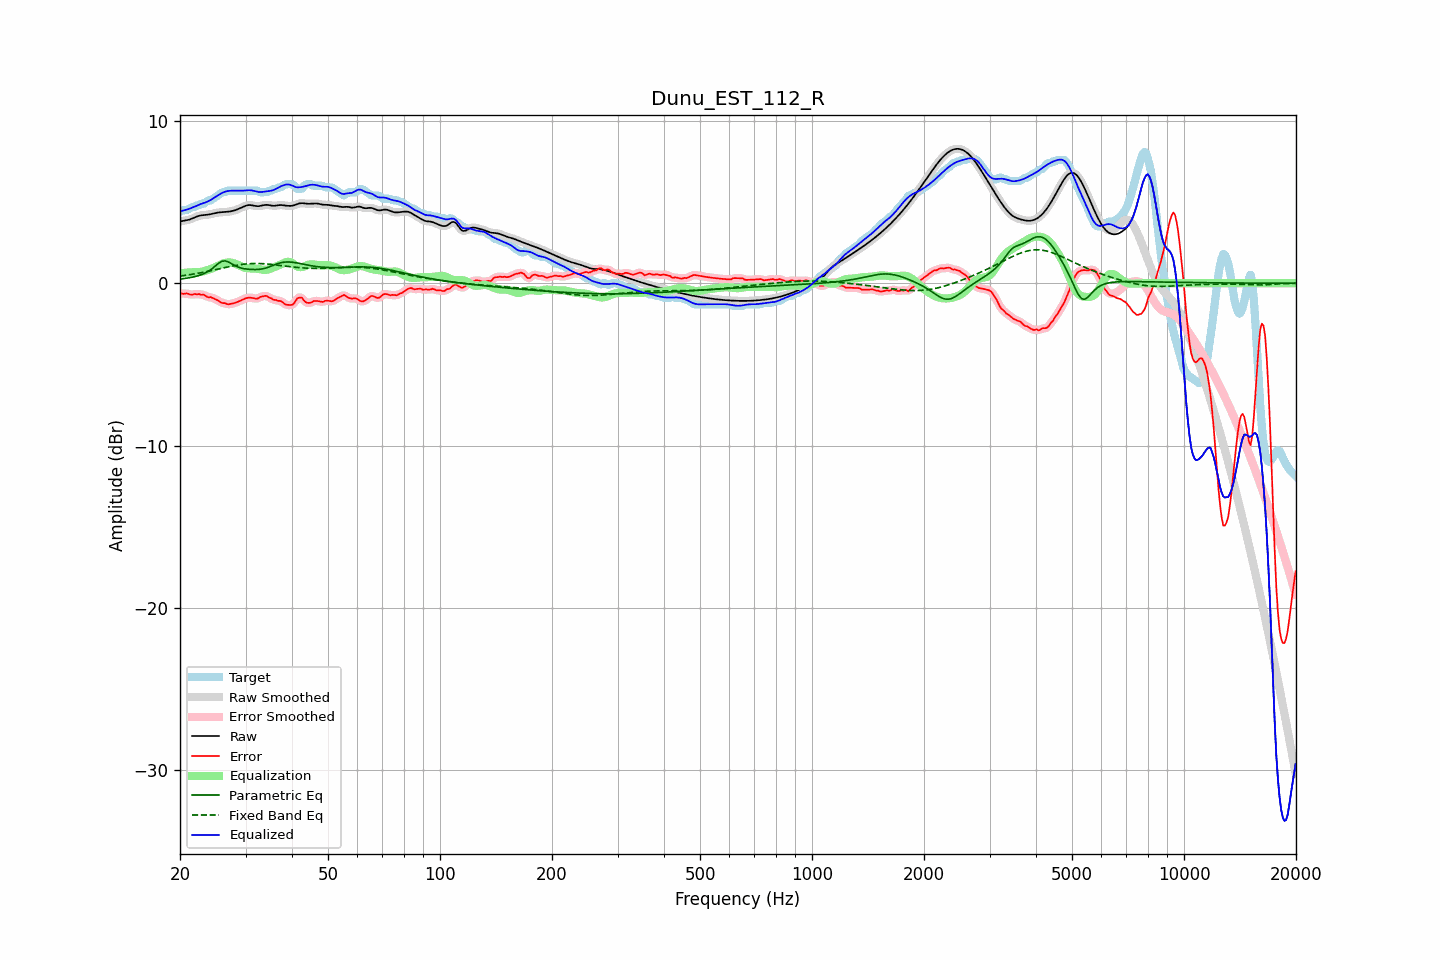 Dunu_EST_112_R
Amplitude (dBr)
10
0
−10
−20
−30
Target
Raw Smoothed
Error Smoothed
Raw
Error
Equalization
Parametric Eq
Fixed Band Eq
Equalized
20 50 100 200 500 1000 2000 5000 10000 20000
Frequency (Hz)